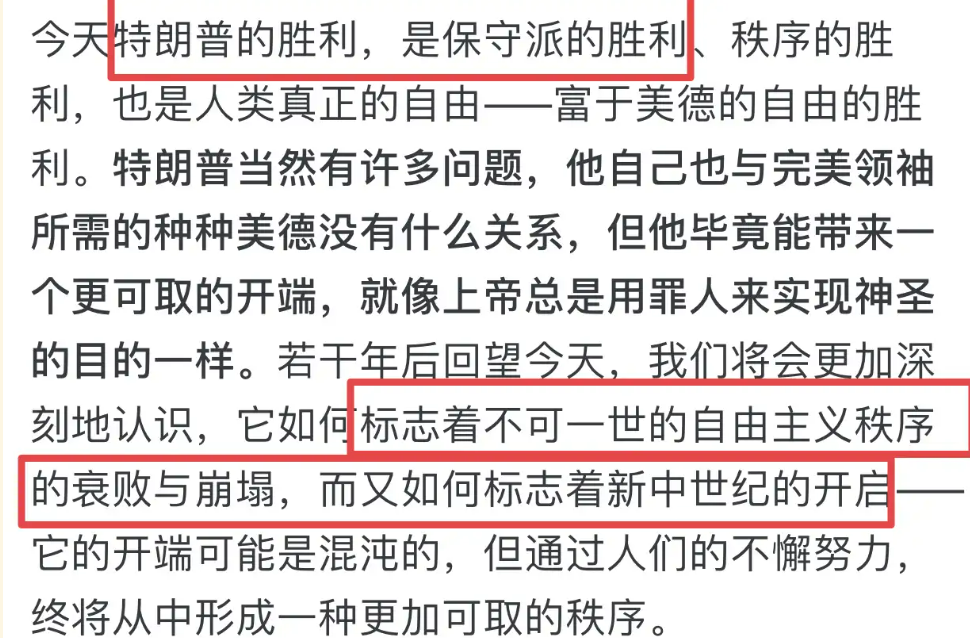 今天特朗普的胜利，是保守派的胜利、秩序的胜
利，也是人类真正的自由——富于美德的自由的胜
利。特朗普当然有许多问题，他自己也与完美领袖
所需的种种美德没有什么关系，但他毕竟能带来一
个更可取的开端，就像上帝总是用罪人来实现神圣
的目的一样。若干年后回望今天，我们将会更加深
刻地认识，它如何标志着不可一世的自由主义秩序
的衰败与崩塌，而又如何标志着新中世纪的开启——
它的开端可能是混沌的，但通过人们的不懈努力，
终将从中形成一种更加可取的秩序。